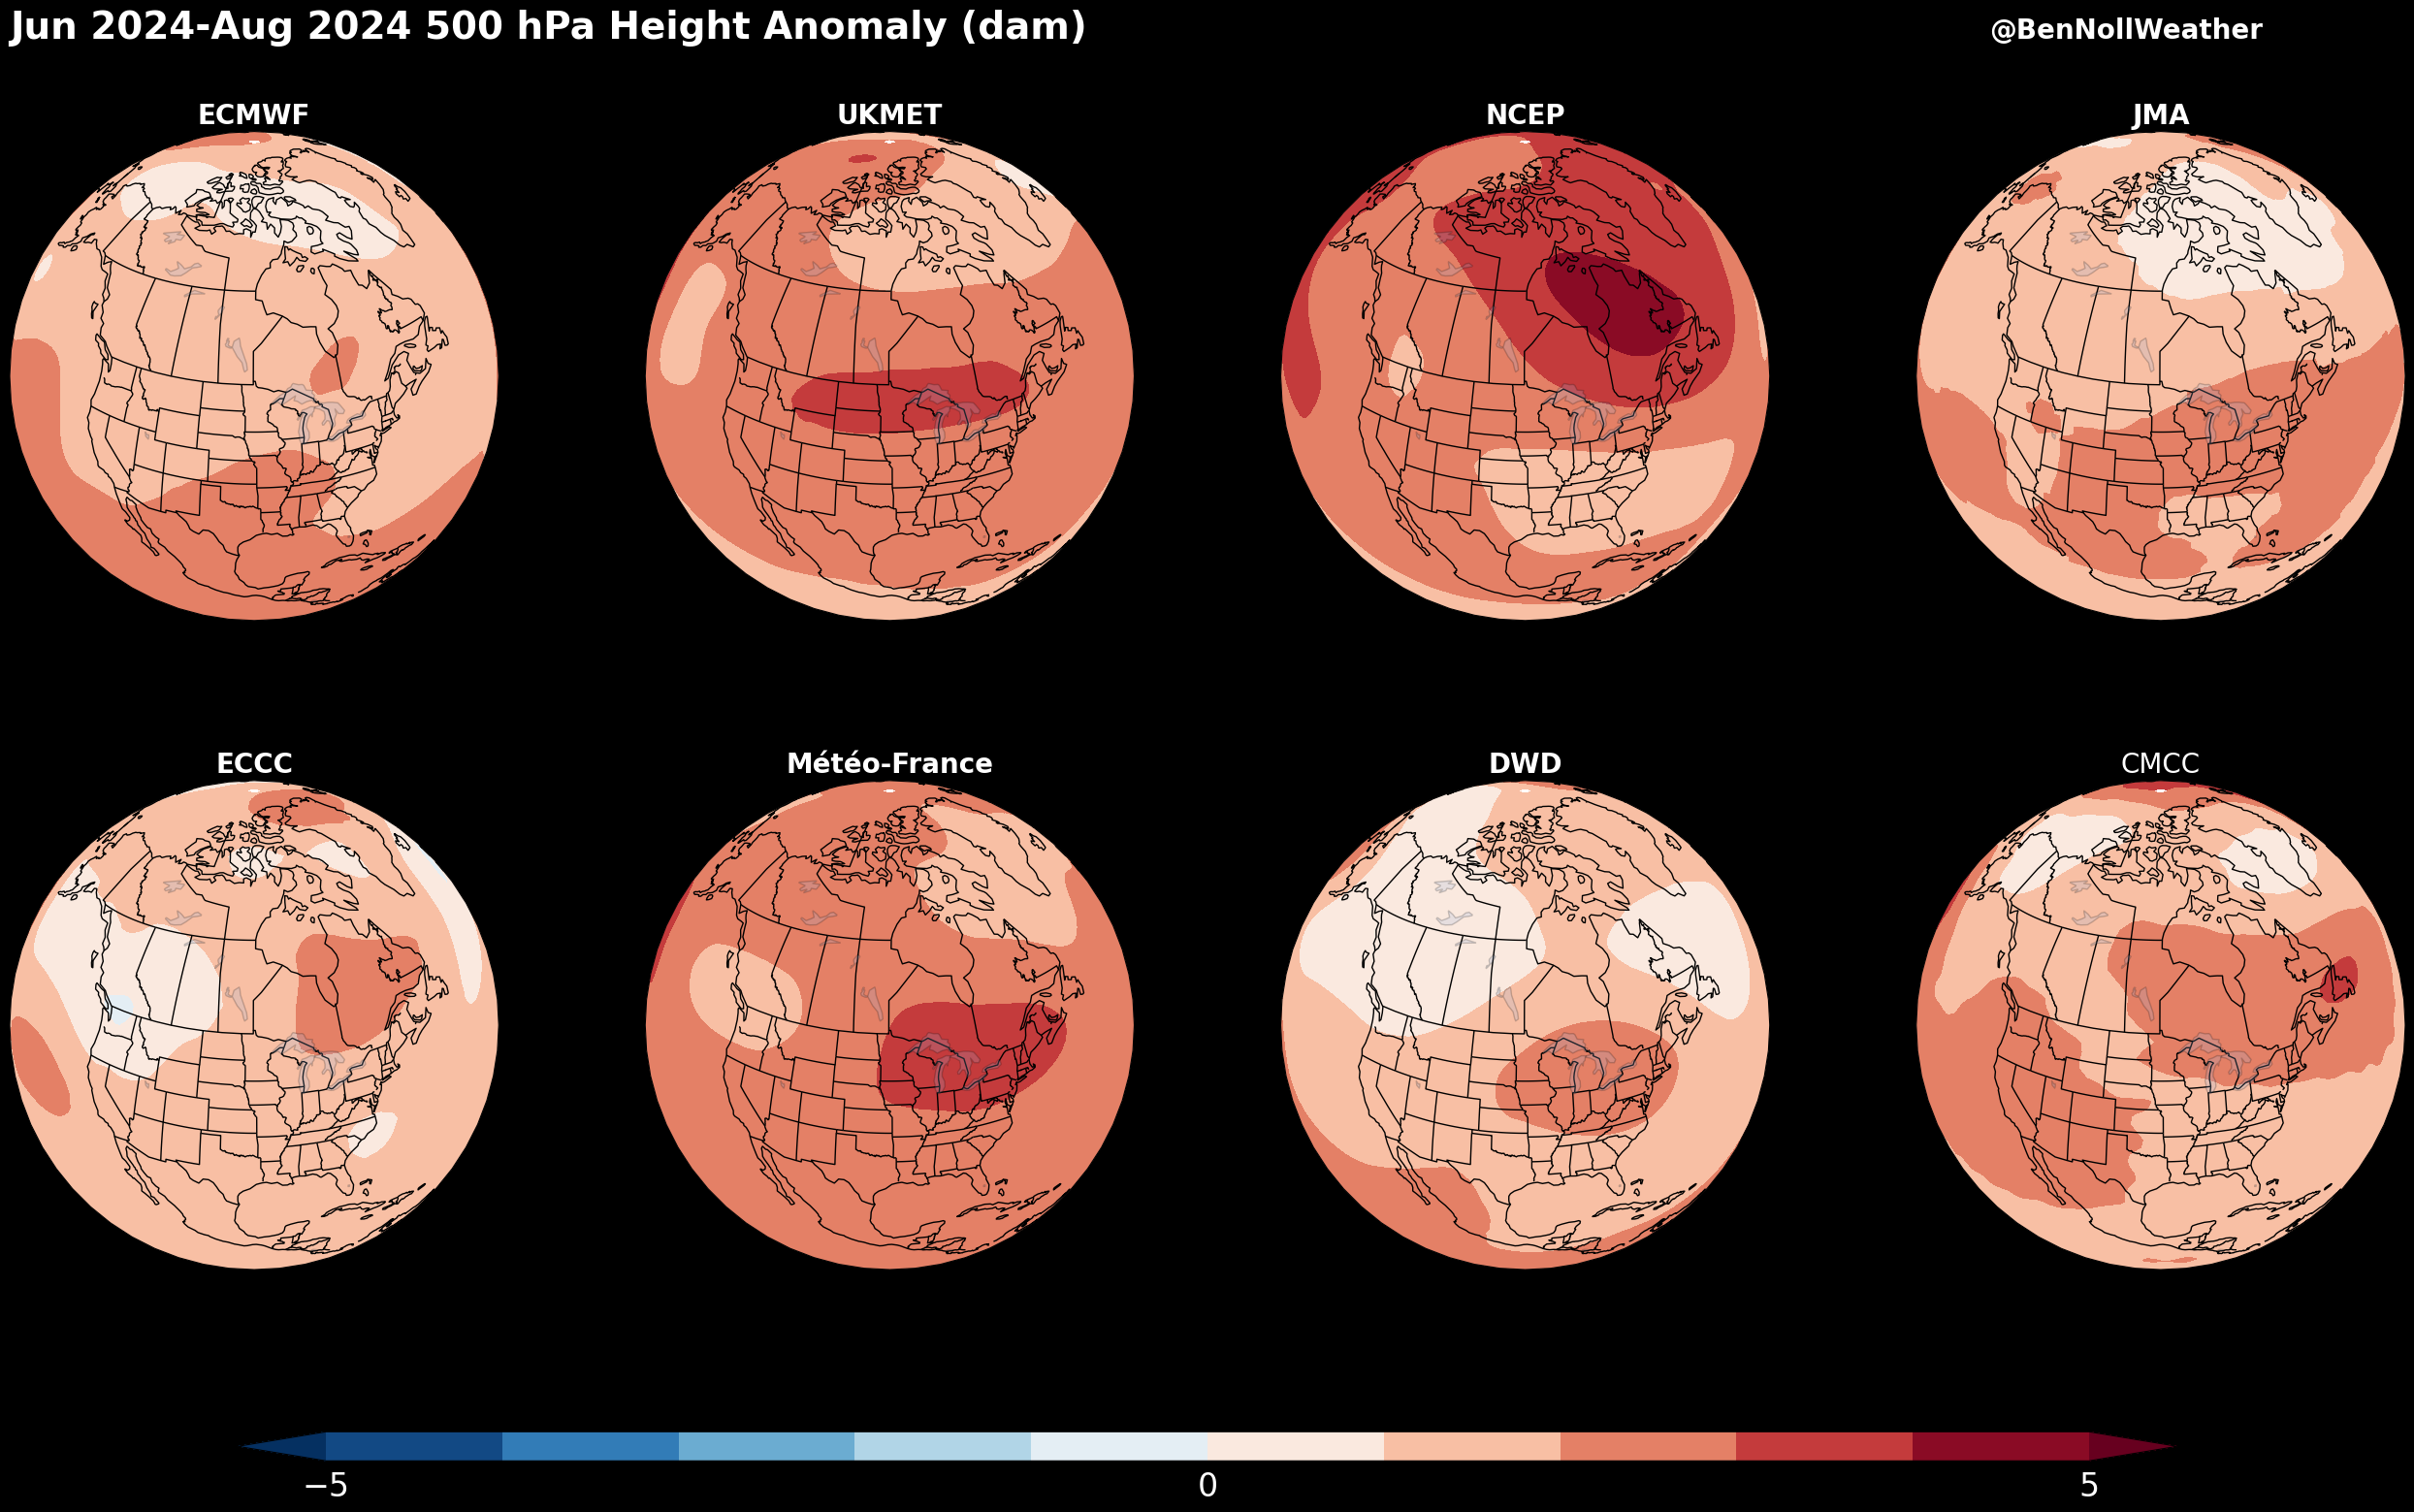 Jun 2024-Aug 2024 500 hPa Height Anomaly (dam)
@BenNollWeather
ECMWF
UKMET
NCEP
JMA
ECCC
Météo-France
DWD
CMCC
−5
0
5